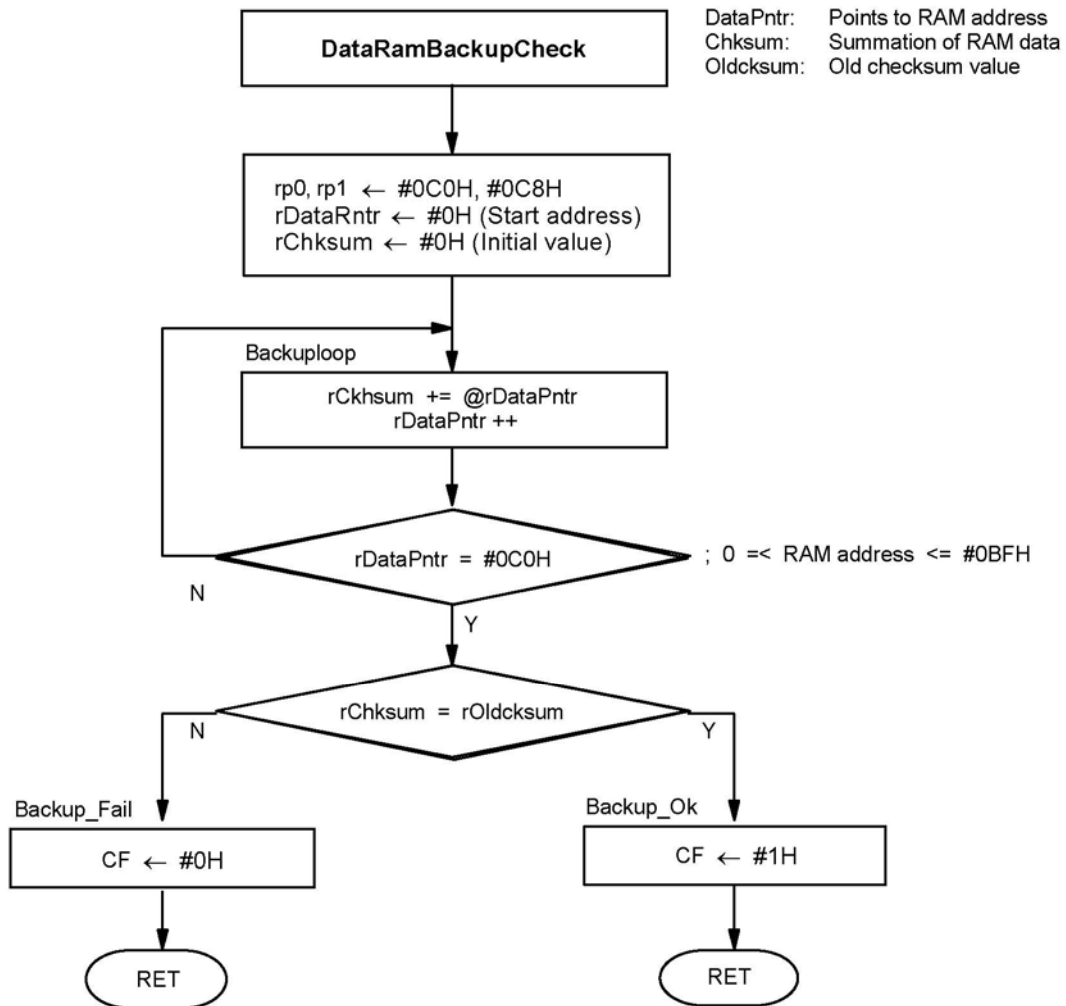 DataRamBackupCheck
DataPntr: Points to RAM address
Chksum: Summation of RAM data
Oldcksum: Old checksum value
rp0, rp1 ← #0C0H, #0C8H
rDataRntr ← #0H (Start address)
rChksum ← #0H (Initial value)
Backuploop
rCkhsum += @rDataPntr
rDataPntr ++
rDataPntr = #0C0H
; 0 =< RAM address <= #0BFH
N
Y
rChksum = rOldcksum
N
Y
Backup_Fail
CF ← #0H
RET
Backup_Ok
CF ← #1H
RET